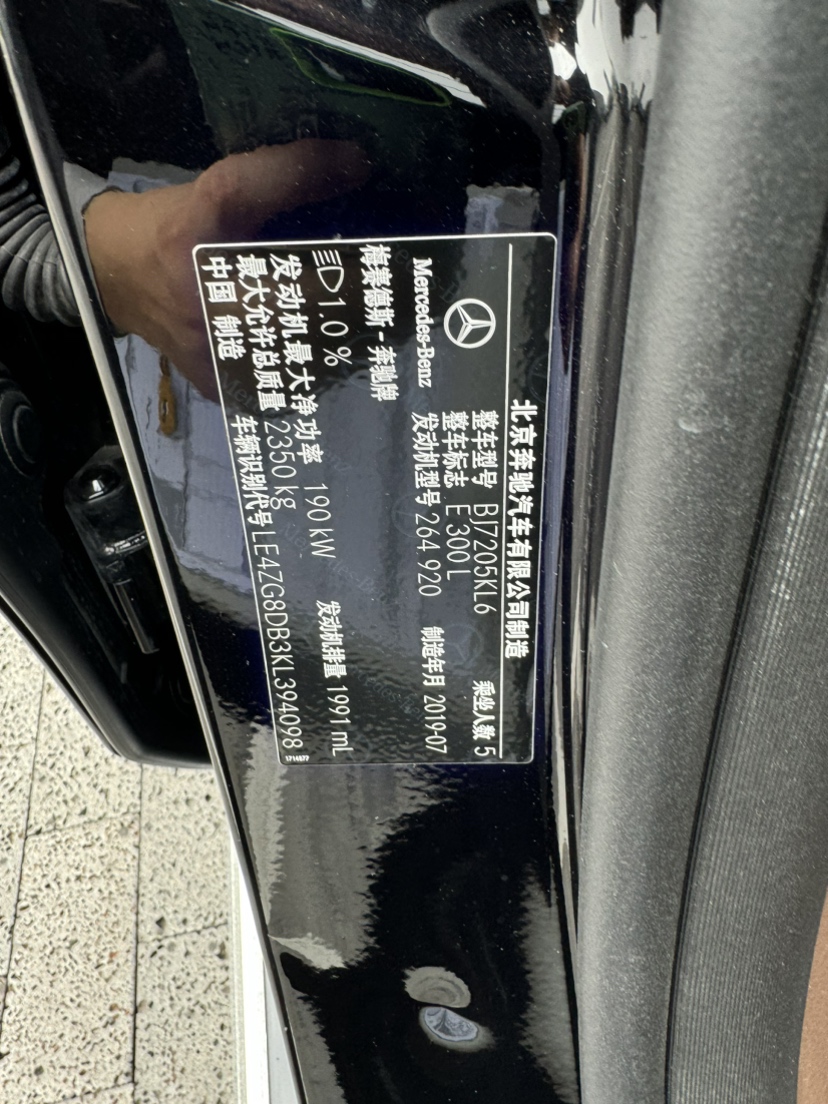 北京奔驰汽车有限公司制造
整车型号 BJ7205KL6 乘坐人数 5
整车标志 E 300 L
Mercedes-Benz 发动机型号 264 920 制造年月 2019-07
梅赛德斯-奔驰牌
1.0 % 发动机排量 1991 mL
发动机最大净功率 190 kW
最大允许总质量 2350 kg
中国 制造 车辆识别代号 LE4ZG8DB3KL394098